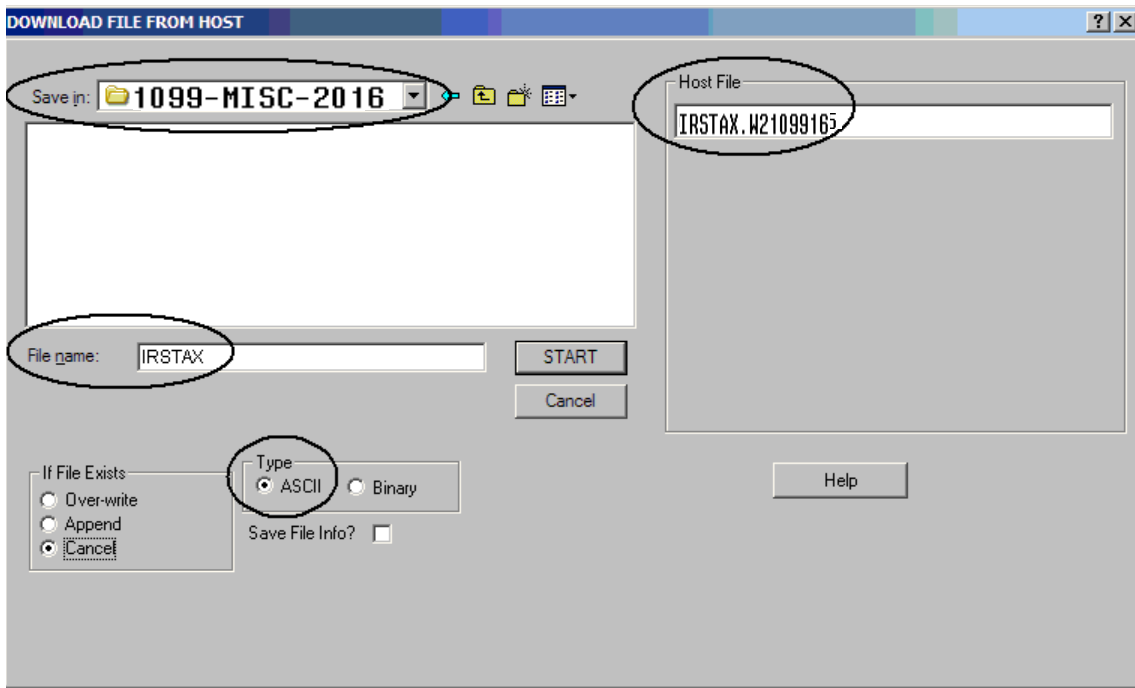 DOWNLOAD FILE FROM HOST
Save in: 1099-MISC-2016
Host File
IRSTAX.W21099165
File name: IRSTAX
START
Cancel
If File Exists
Over-write
Append
Cancel
Type
ASCII Binary
Save File Info?
Help